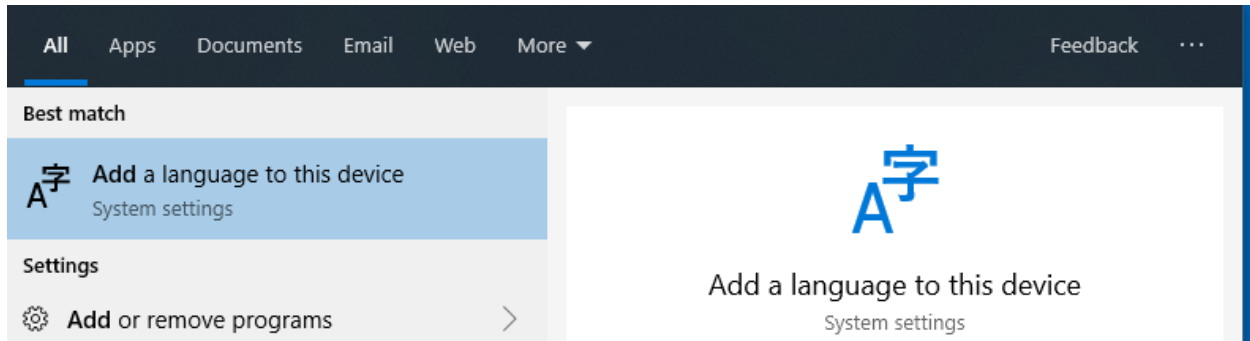 All Apps Documents Email Web More Feedback ...
Best match
A字 Add a language to this device
System settings
Settings
Add or remove programs
A字
Add a language to this device
System settings